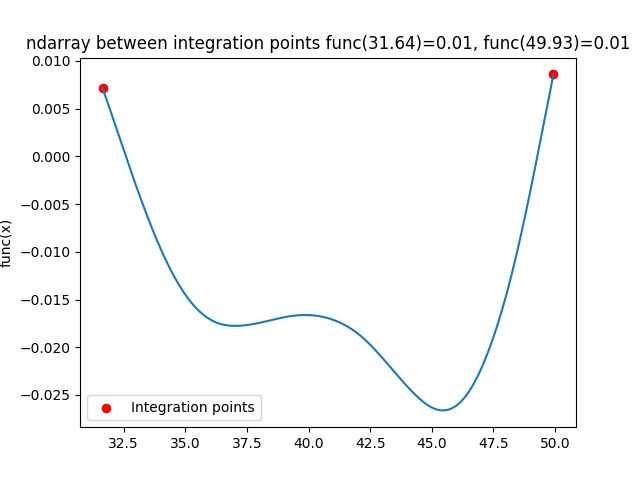 ndarray between integration points func(31.64)=0.01, func(49.93)=0.01
0.010
0.005
0.000
−0.005
−0.010
−0.015
−0.020
−0.025
func(x)
Integration points
32.5 35.0 37.5 40.0 42.5 45.0 47.5 50.0